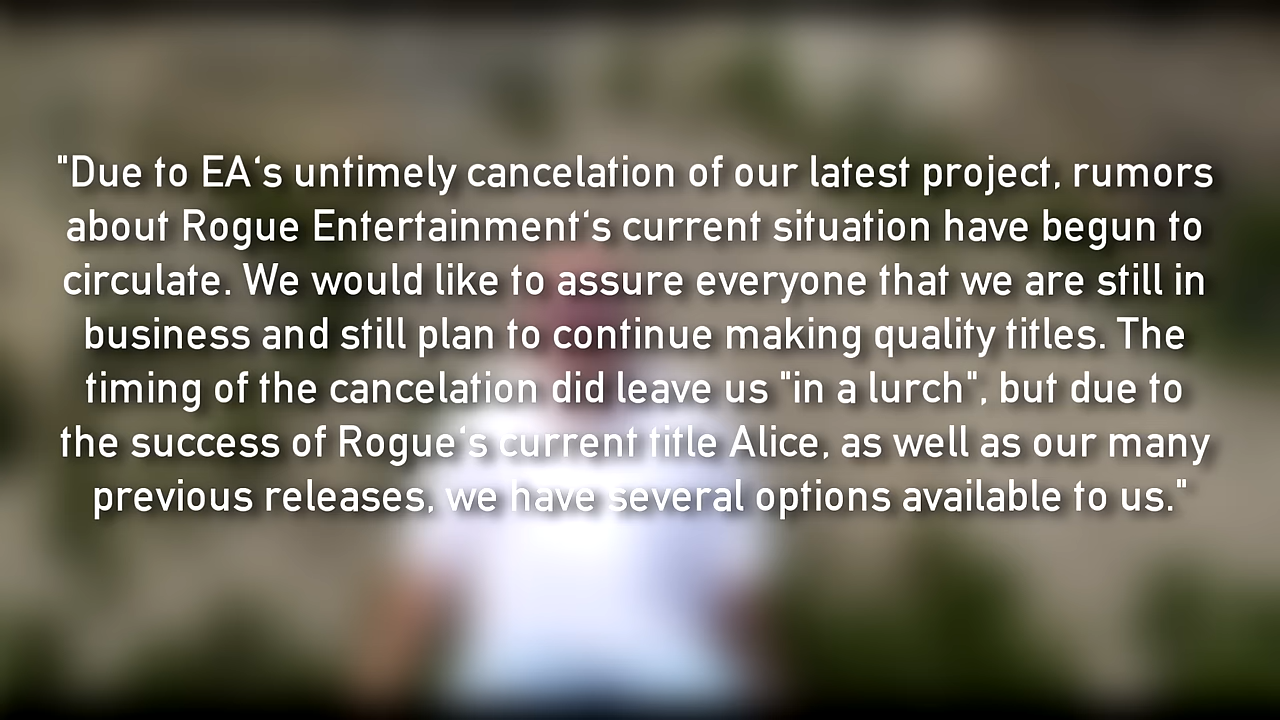 "Due to EA‘s untimely cancelation of our latest project, rumors
about Rogue Entertainment‘s current situation have begun to
circulate. We would like to assure everyone that we are still in
business and still plan to continue making quality titles. The
timing of the cancelation did leave us "in a lurch", but due to
the success of Rogue‘s current title Alice, as well as our many
previous releases, we have several options available to us."